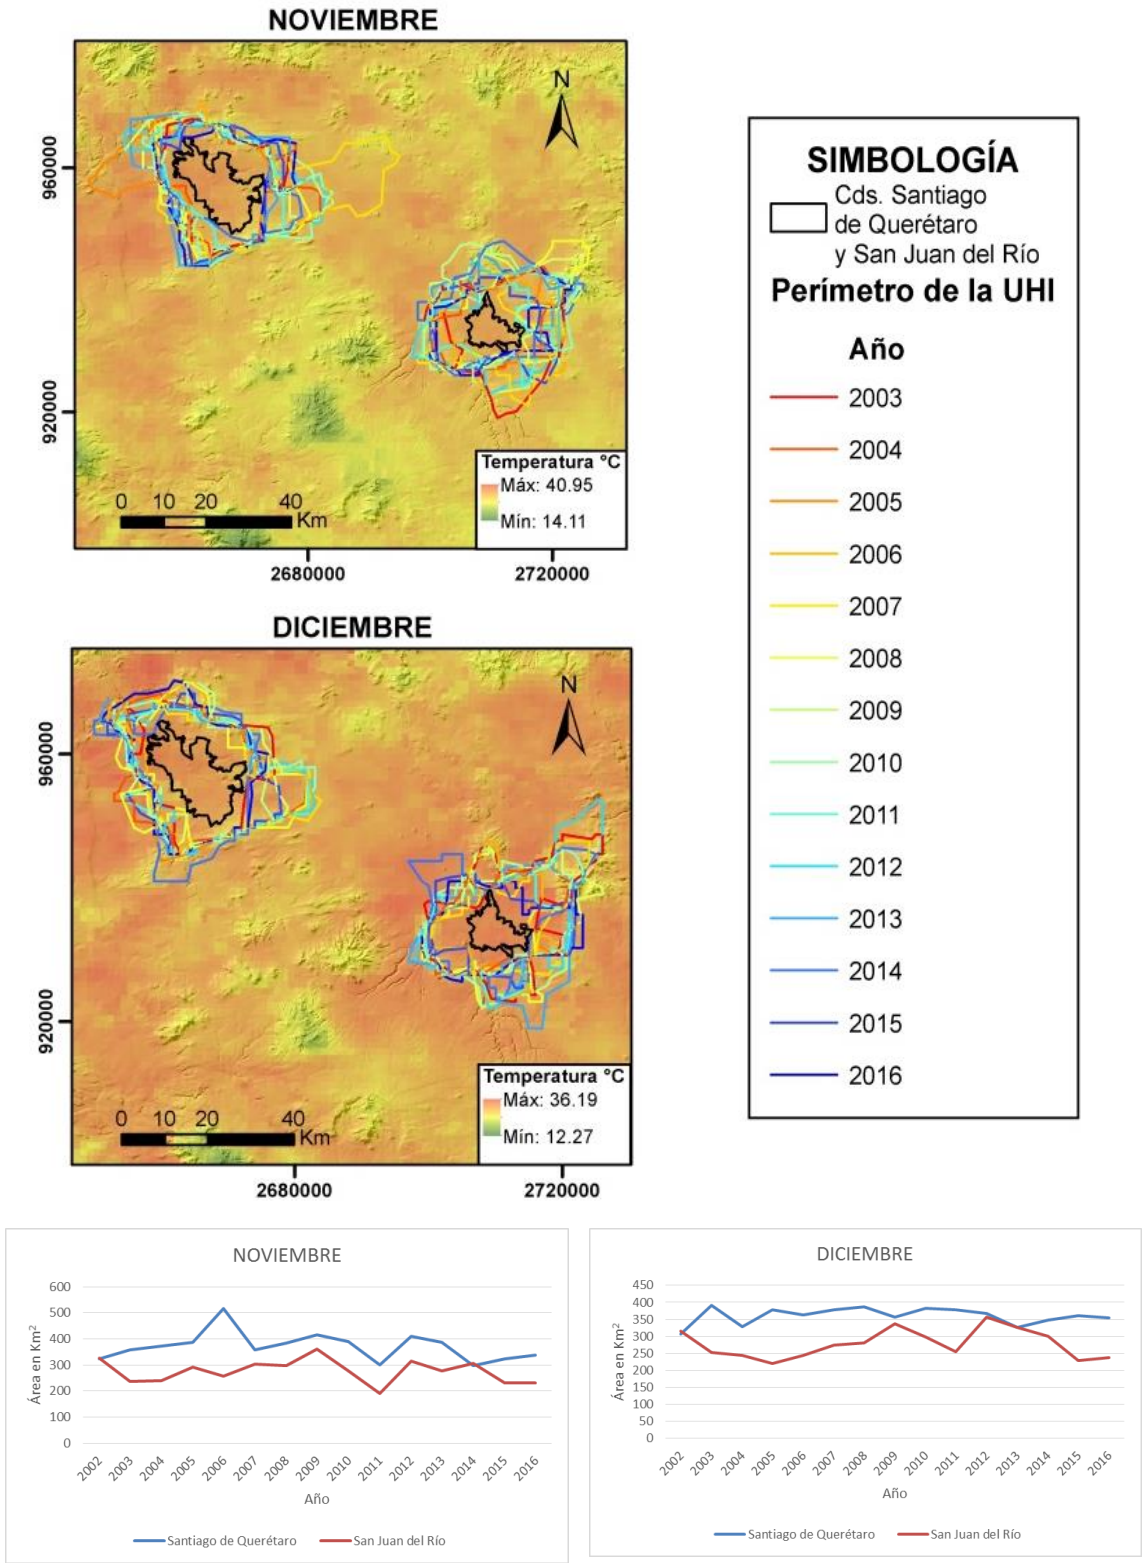 NOVIEMBRE
N
960000
920000
Temperatura °C
Máx: 40.95
Mín: 14.11
0 10 20 40
Km
2680000 2720000
SIMBOLOGÍA
Cds. Santiago
de Querétaro
y San Juan del Río
Perímetro de la UHI
Año
2003
2004
2005
2006
2007
2008
2009
2010
2011
2012
2013
2014
2015
2016
DICIEMBRE
N
960000
920000
Temperatura °C
Máx: 36.19
Mín: 12.27
0 10 20 40
Km
2680000 2720000
NOVIEMBRE
Área en Km²
600
500
400
300
200
100
0
2002 2003 2004 2005 2006 2007 2008 2009 2010 2011 2012 2013 2014 2015 2016
Año
Santiago de Querétaro San Juan del Río
DICIEMBRE
Área en Km²
450
400
350
300
250
200
150
100
50
0
2002 2003 2004 2005 2006 2007 2008 2009 2010 2011 2012 2013 2014 2015 2016
Año
Santiago de Querétaro San Juan del Río